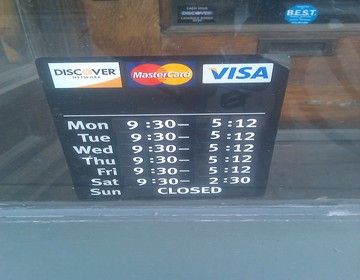 BEST
DISCOVER
NETWORK
MasterCard
VISA
Mon 9:30– 5:12
Tue 9:30– 5:12
Wed 9:30– 5:12
Thu 9:30– 5:12
Fri 9:30– 5:12
Sat 9:30– 2:30
Sun CLOSED